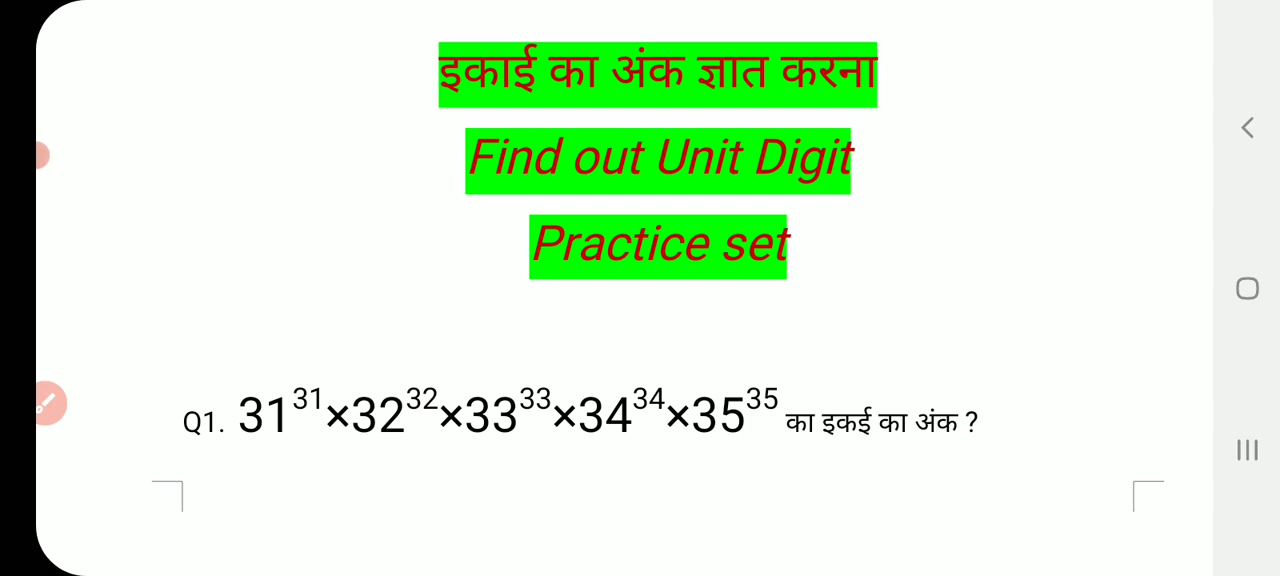 इकाई का अंक ज्ञात करना
Find out Unit Digit
Practice set
Q1. 31³¹×32³²×33³³×34³⁴×35³⁵ का इकई का अंक ?